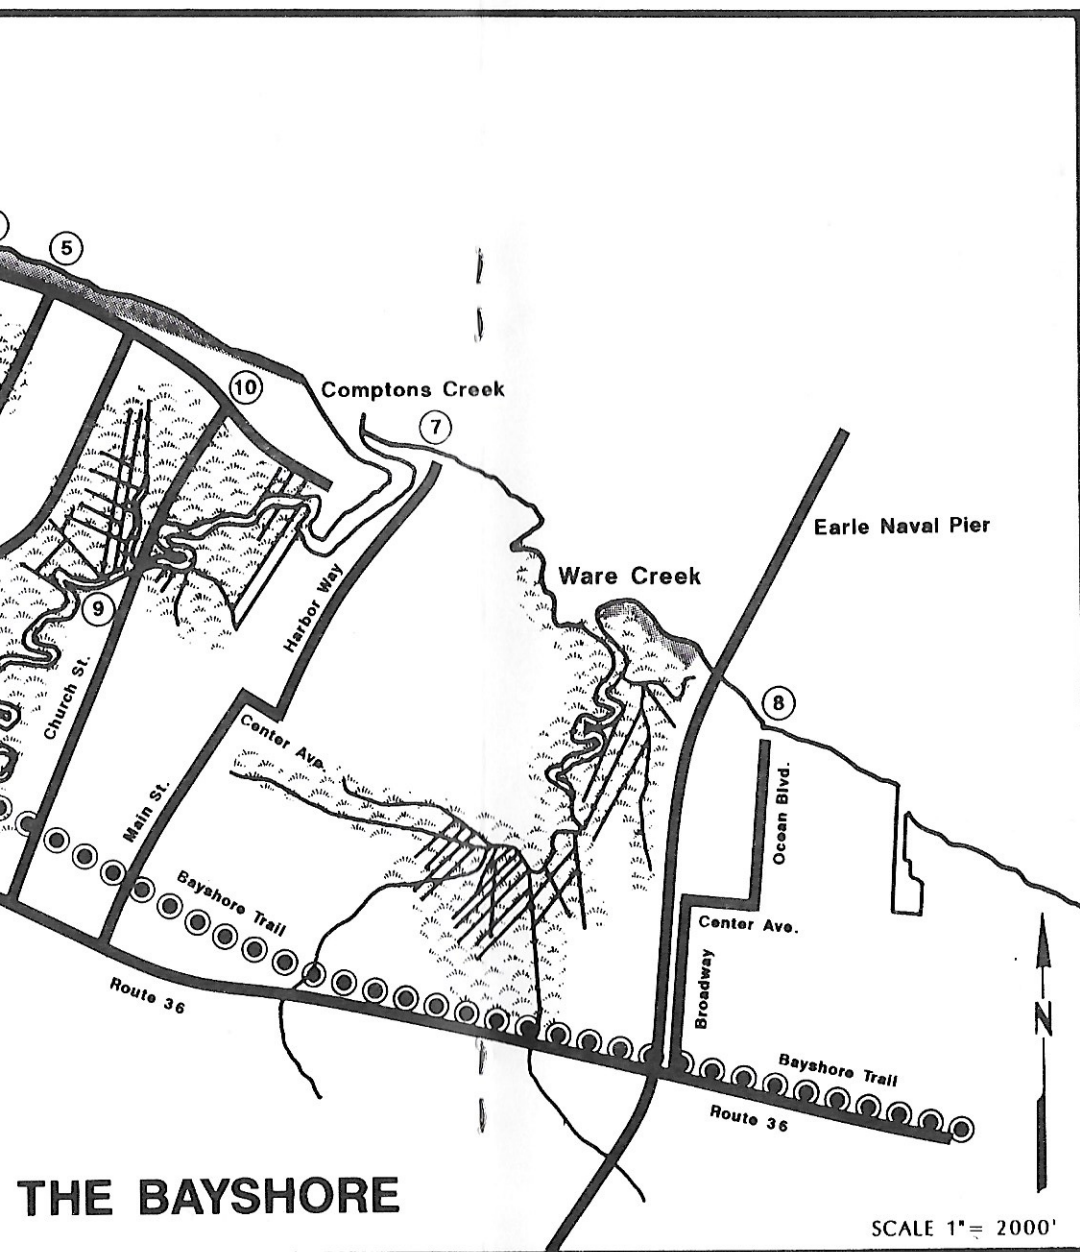 5
10
Comptons Creek
7
Earle Naval Pier
Ware Creek
9
Harbor Way
Church St.
8
Center Ave.
Main St.
Ocean Blvd.
Bayshore Trail
Center Ave.
Broadway
Route 36
N
Bayshore Trail
Route 36
THE BAYSHORE
SCALE 1"= 2000'